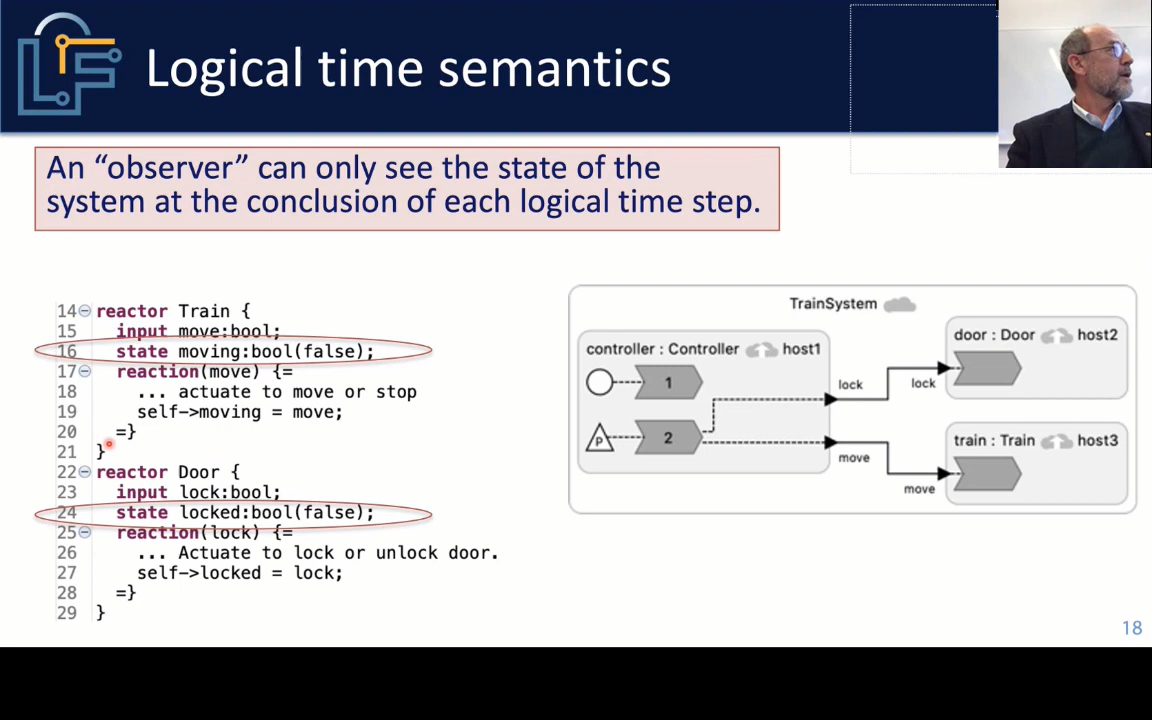 LF
Logical time semantics
An “observer” can only see the state of the
system at the conclusion of each logical time step.
14 reactor Train {
15 input move:bool;
16 state moving:bool(false);
17 reaction(move) {=
18 ... actuate to move or stop
19 self->moving = move;
20 =}
21 }
22 reactor Door {
23 input lock:bool;
24 state locked:bool(false);
25 reaction(lock) {=
26 ... Actuate to lock or unlock door.
27 self->locked = lock;
28 =}
29 }
TrainSystem
controller : Controller host1
1
P
2
lock
move
door : Door host2
lock
train : Train host3
move
18